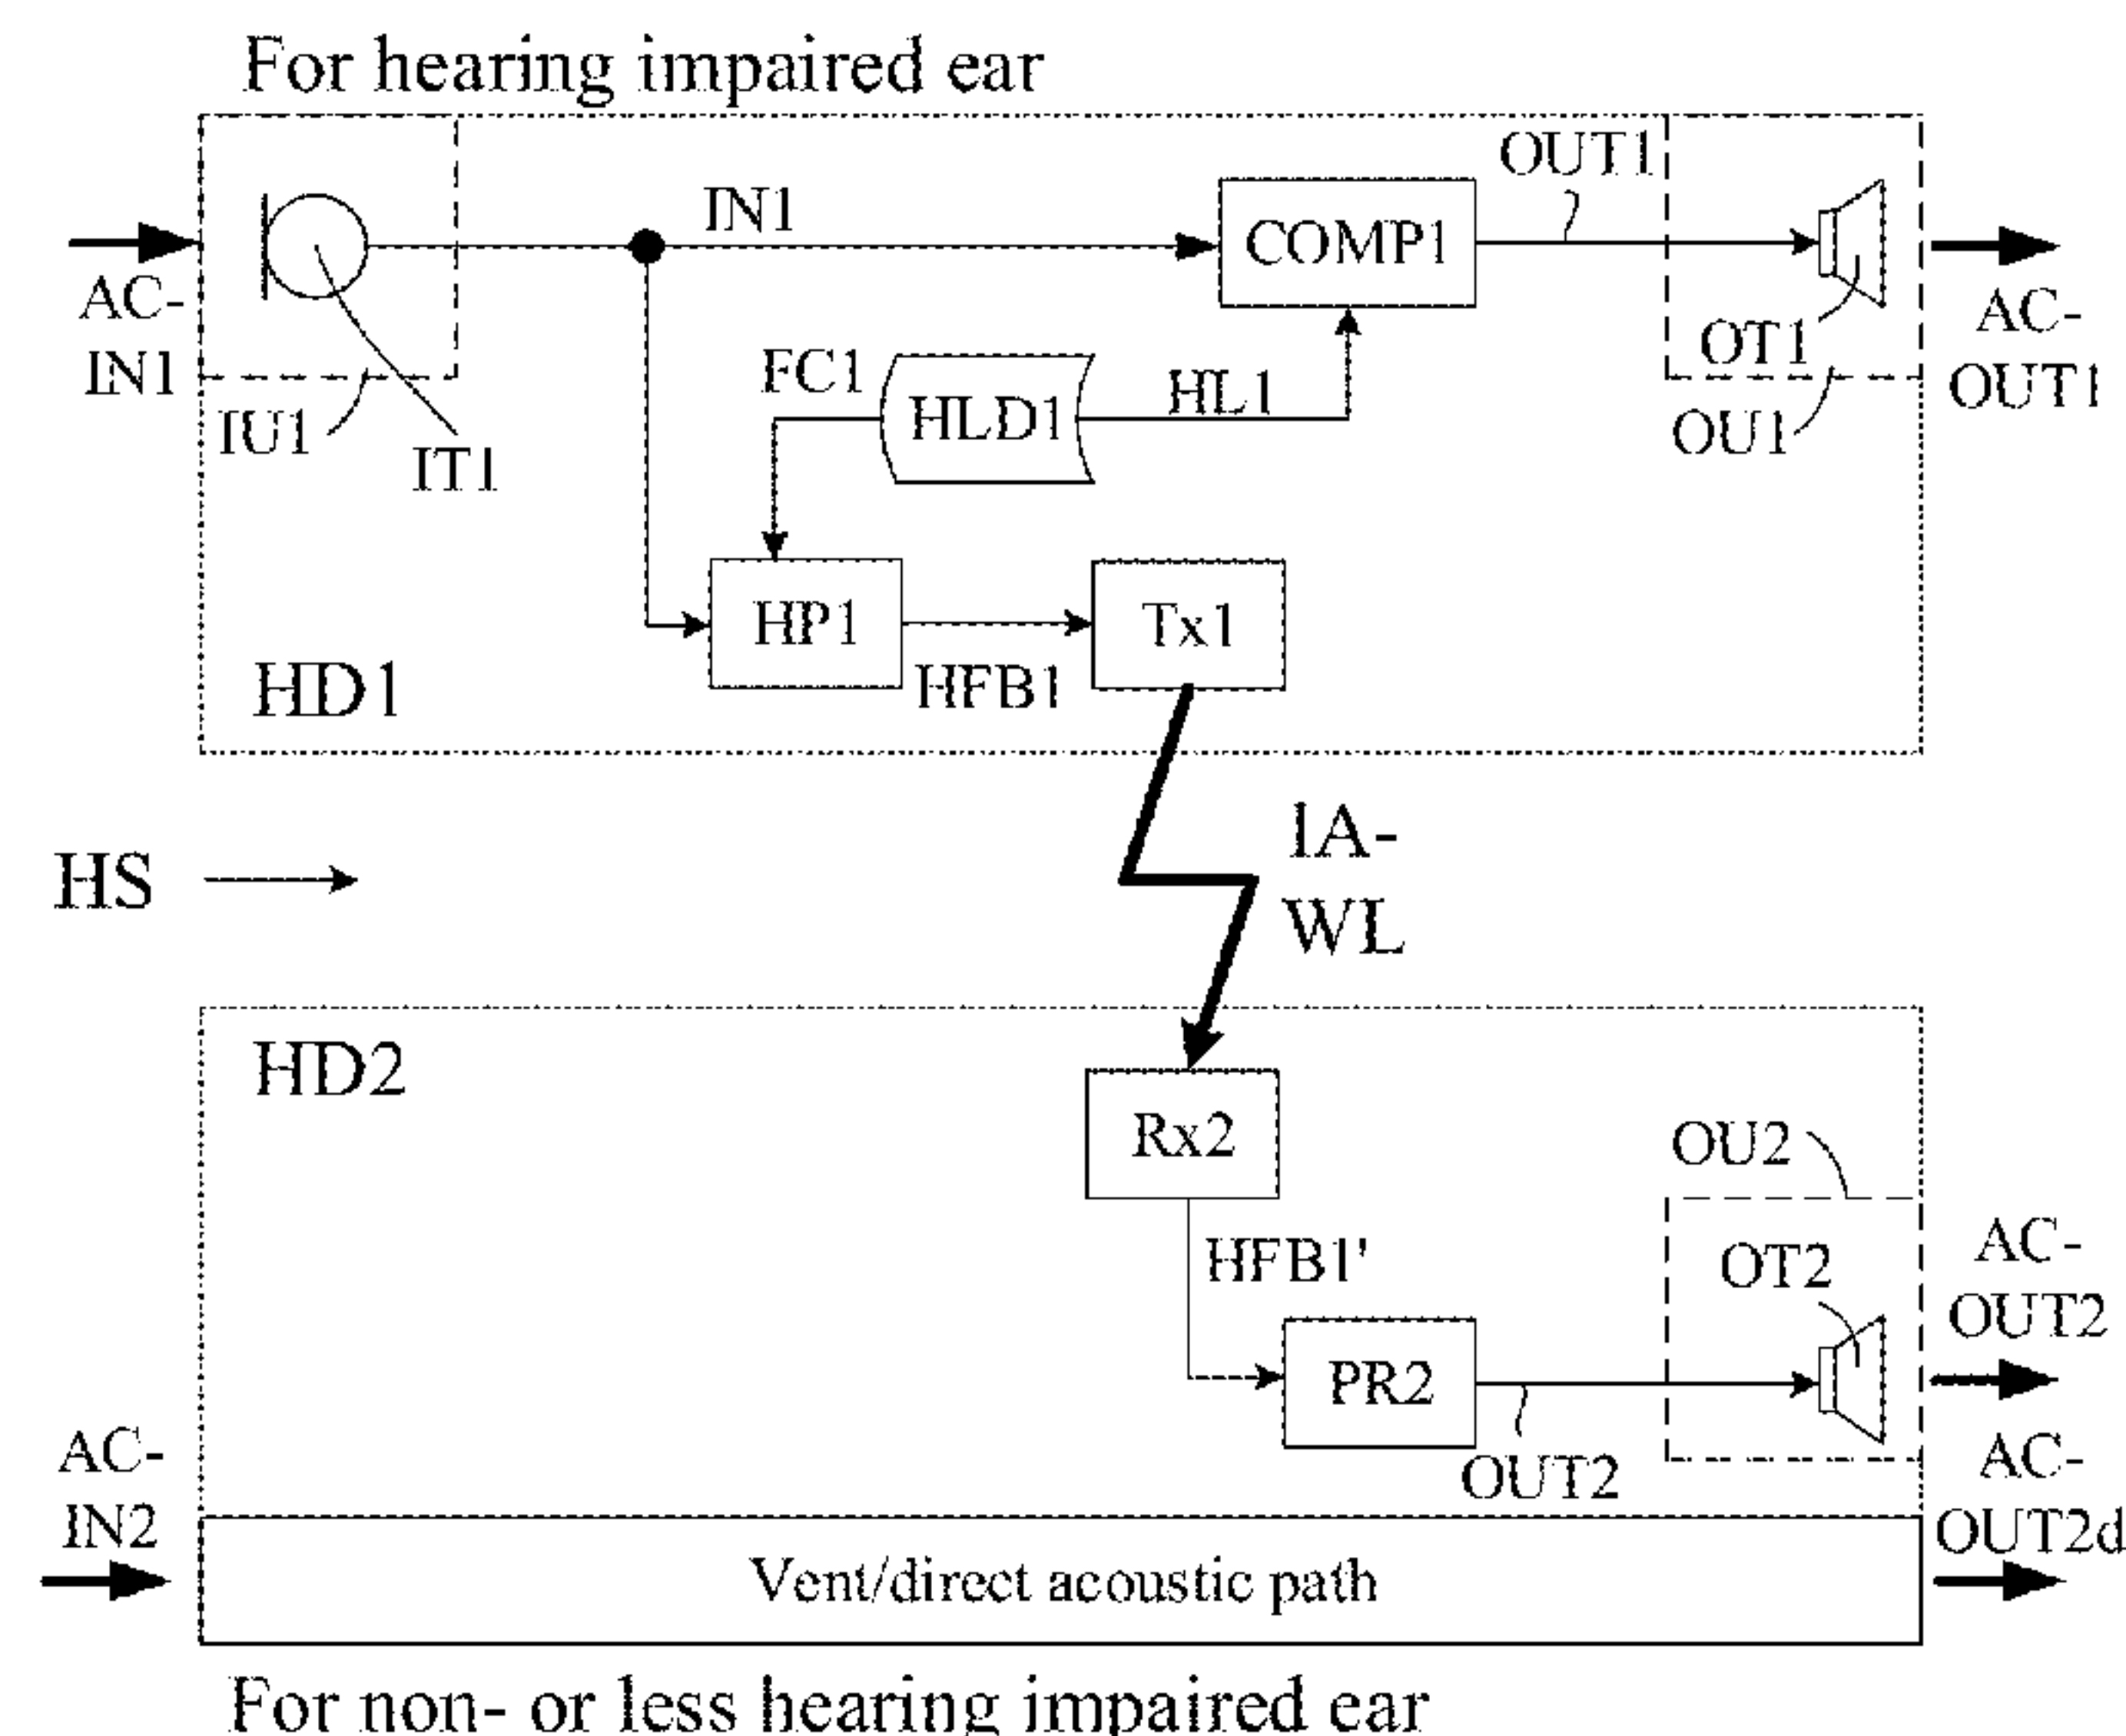 For hearing impaired ear
OUT1
IN1
COMP1
AC-
IN1
AC-
OUT1
OT1
FC1
HLD1
HL1
IU1
IT1
OU1
HP1
Tx1
HFB1
HD1
IA-
WL
HS
HD2
Rx2
OU2
HFB1'
OT2
AC-
OUT2
PR2
AC-
IN2
OUT2
AC-
OUT2d
Vent/direct acoustic path
For non- or less hearing impaired ear